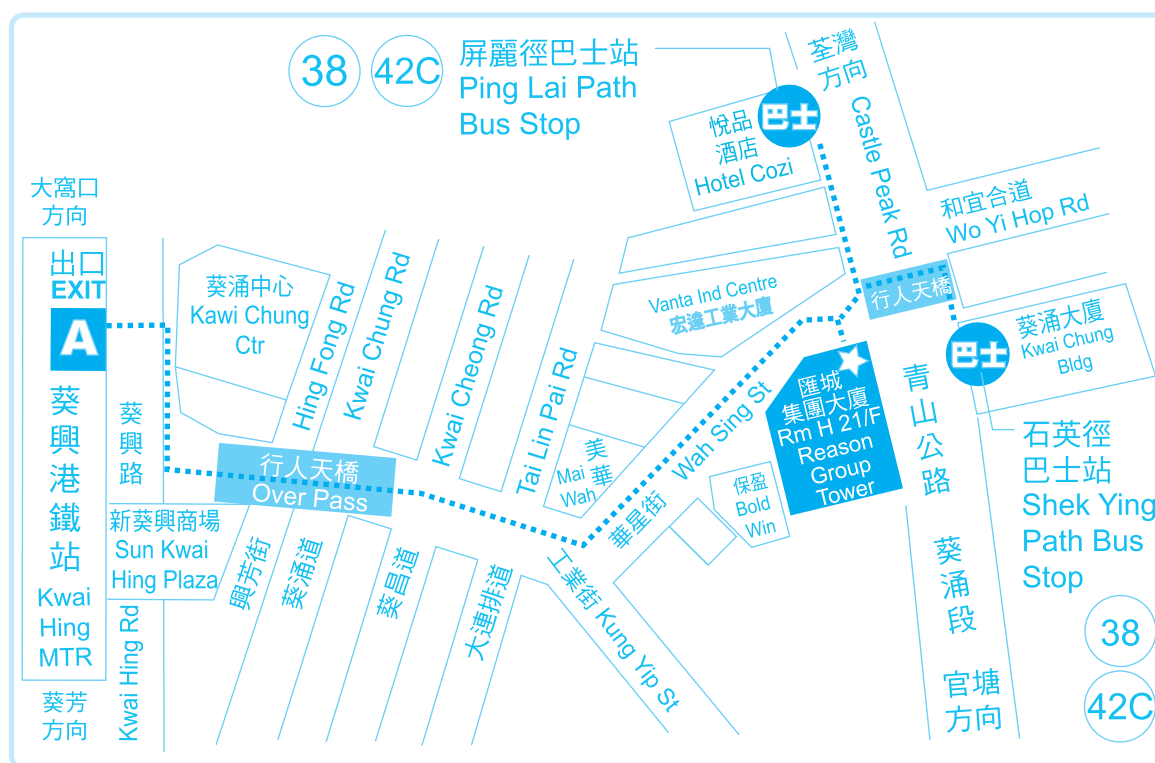 38
42C
屏麗徑巴士站
Ping Lai Path
Bus Stop
荃灣
方向
Castle Peak Rd
巴士
悅品
酒店
Hotel Cozi
和宜合道
Wo Yi Hop Rd
大窩口
方向
出口
EXIT
A
葵興港鐵站
Kwai
Hing
MTR
葵芳
方向
葵興路
Kwai Hing Rd
葵涌中心
Kawi Chung
Ctr
Hing Fong Rd
Kwai Chung Rd
Kwai Cheong Rd
Tai Lin Pai Rd
Vanta Ind Centre
宏達工業大廈
行人天橋
行人天橋
Over Pass
新葵興商場
Sun Kwai
Hing Plaza
興芳街
葵涌道
葵昌道
大連排道
美華
Mai
Wah
華星街 Wah Sing St
工業街 Kung Yip St
保盈
Bold
Win
匯城
集團大廈
Rm H 21/F
Reason
Group
Tower
青山公路
葵涌段
官塘
方向
巴士
葵涌大廈
Kwai Chung
Bldg
石英徑
巴士站
Shek Ying
Path Bus
Stop
38
42C